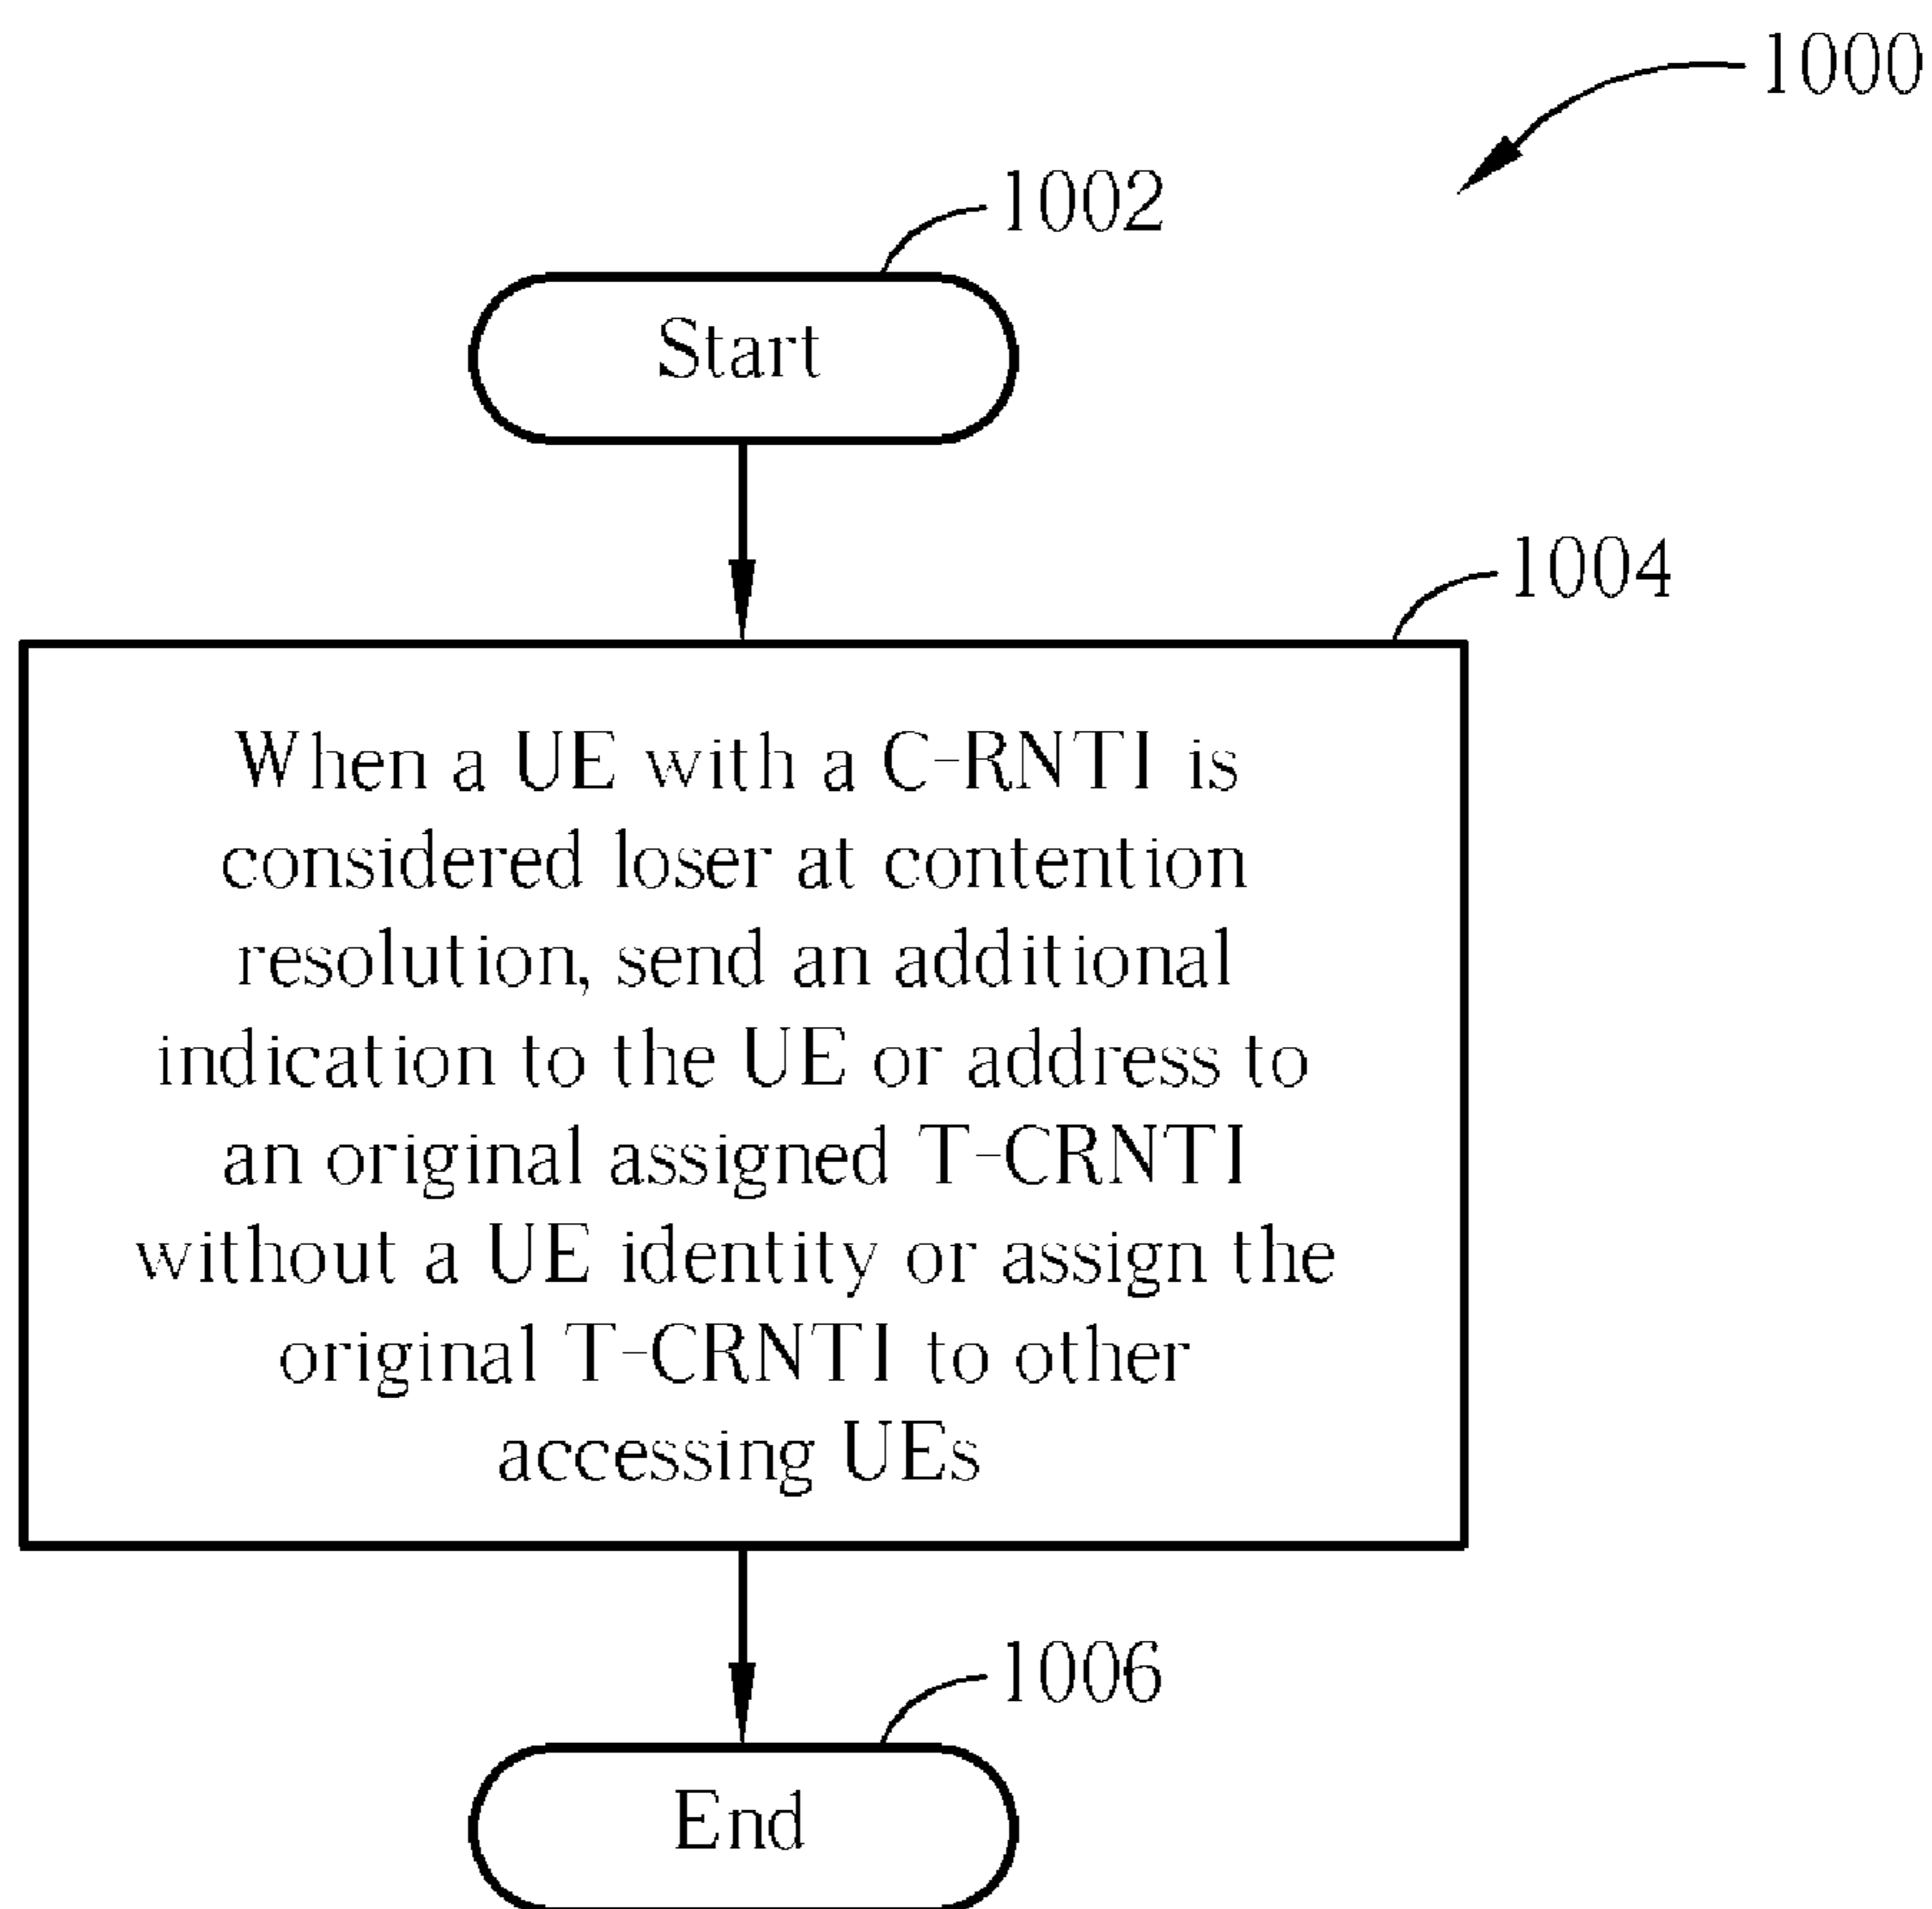 1000
1002
Start
1004
When a UE with a C-RNTI is
considered loser at contention
resolution, send an additional
indication to the UE or address to
an original assigned T-CRNTI
without a UE identity or assign the
original T-CRNTI to other
accessing UEs
1006
End